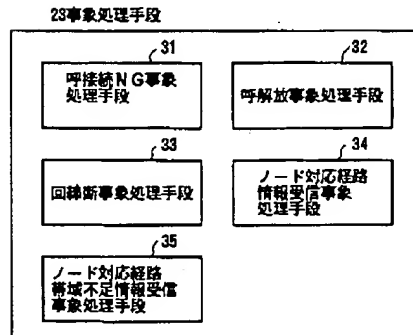 23事象処理手段
31
呼接続NG事象
処理手段
32
呼解放事象処理手段
33
回線断事象処理手段
34
ノード対応経路
情報受信事象
処理手段
35
ノード対応経路
帯域不足情報受信
事象処理手段